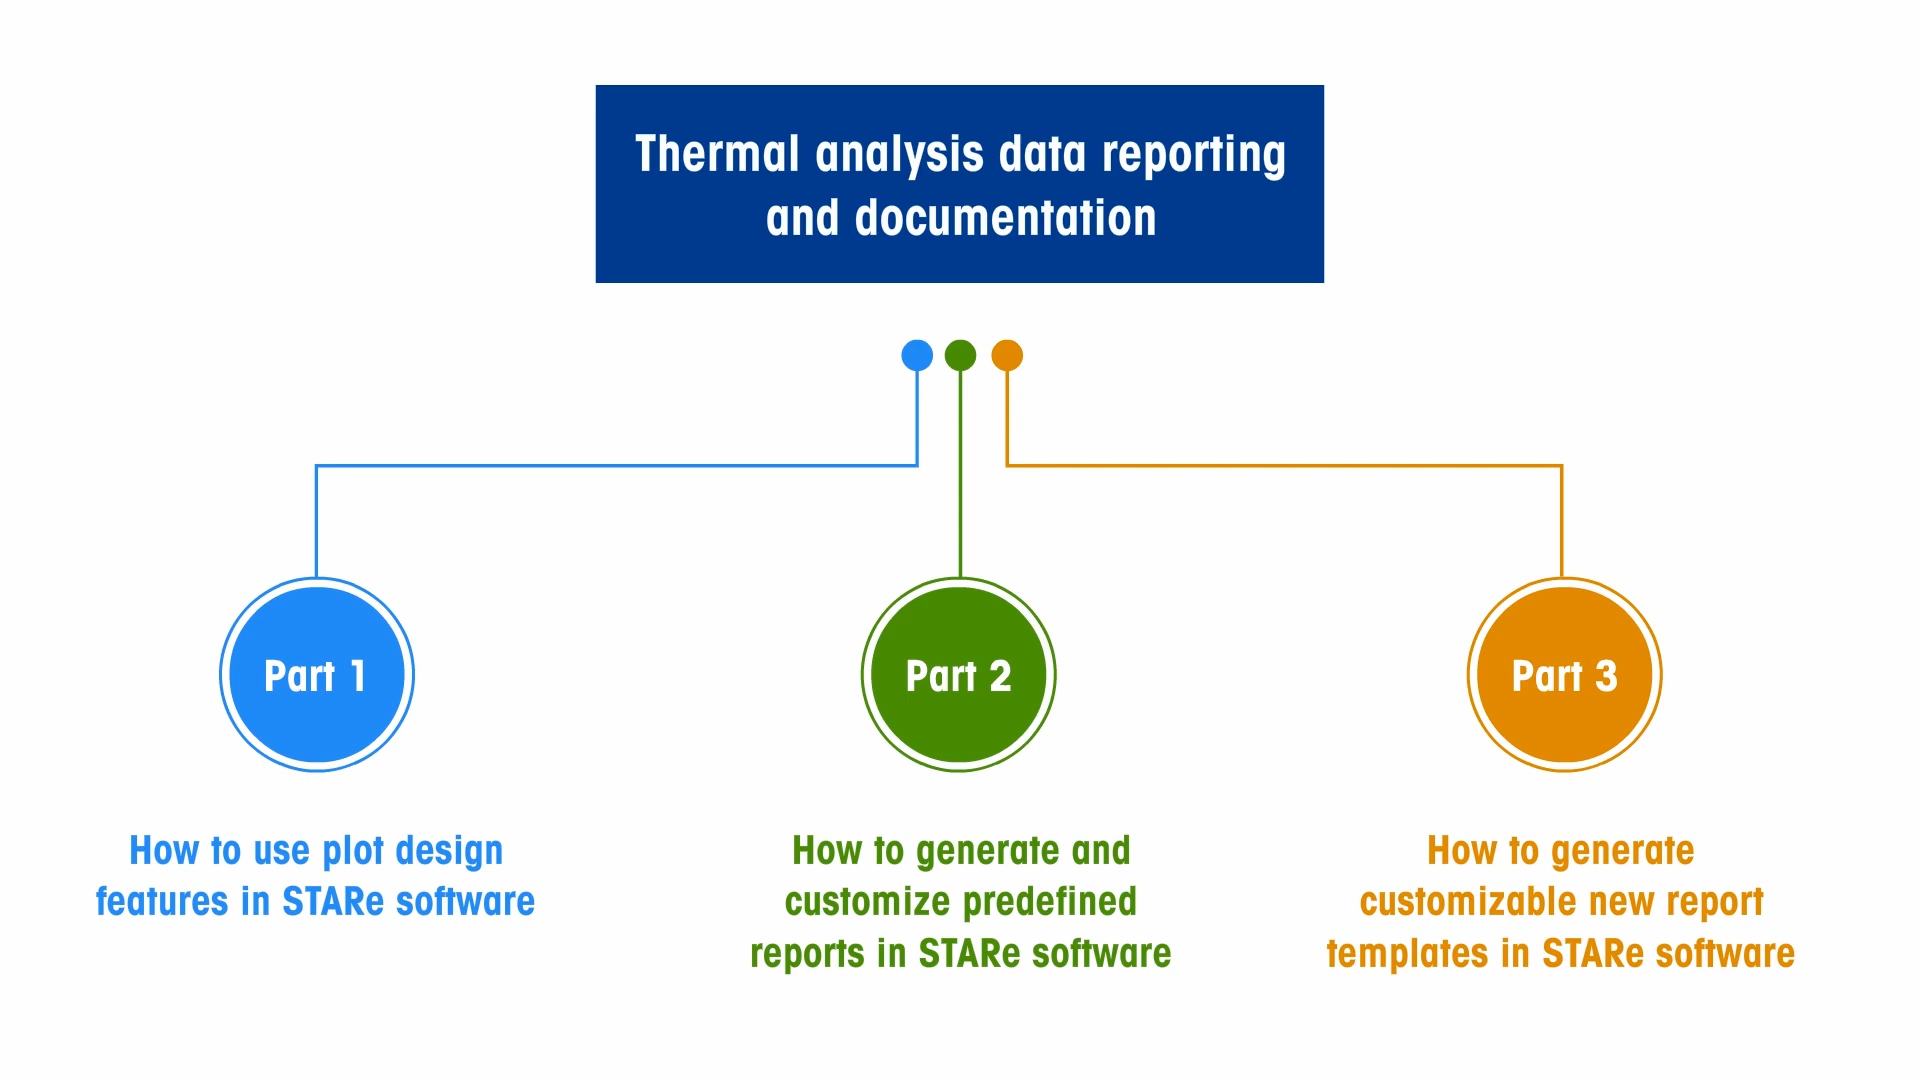 Thermal analysis data reporting
and documentation
Part 1
Part 2
Part 3
How to use plot design
features in STARe software
How to generate and
customize predefined
reports in STARe software
How to generate
customizable new report
templates in STARe software